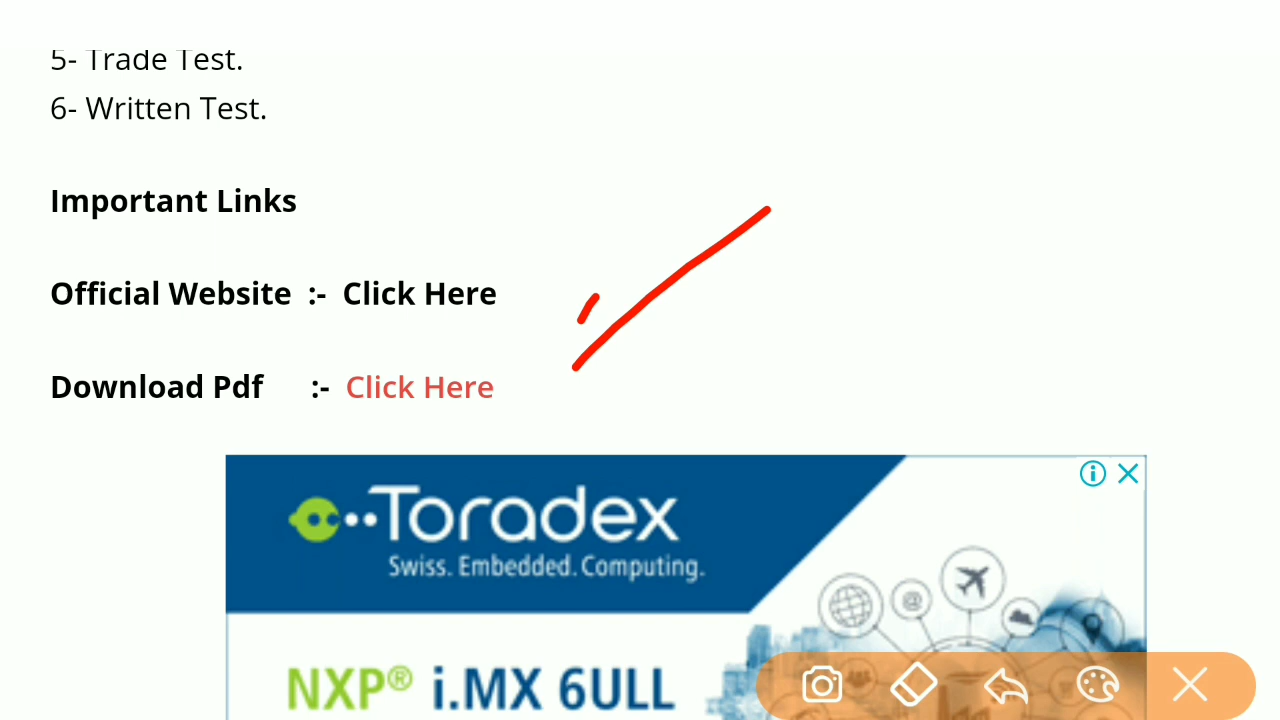 5- Trade Test.
6- Written Test.
Important Links
Official Website :- Click Here
Download Pdf :- Click Here
Toradex
Swiss. Embedded. Computing.
NXP® i.MX 6ULL